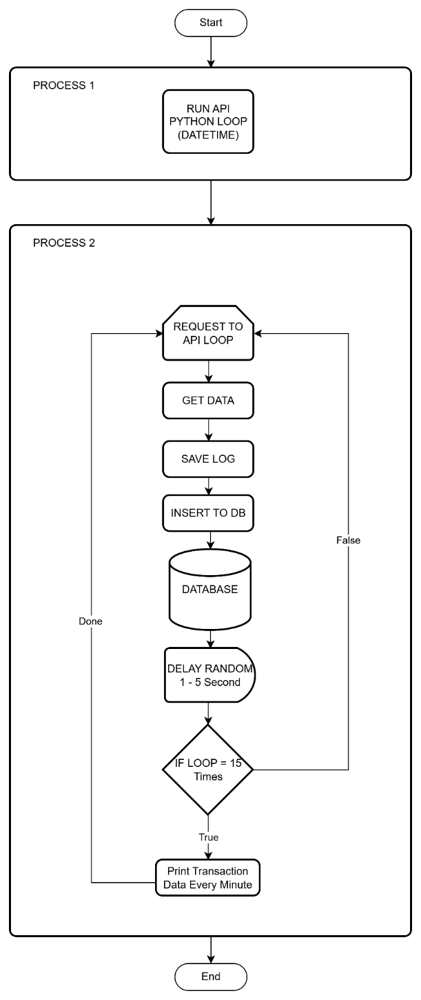 Start
PROCESS 1
RUN API
PYTHON LOOP
(DATETIME)
PROCESS 2
REQUEST TO
API LOOP
GET DATA
SAVE LOG
INSERT TO DB
False
DATABASE
Done
DELAY RANDOM
1 - 5 Second
IF LOOP = 15
Times
True
Print Transaction
Data Every Minute
End